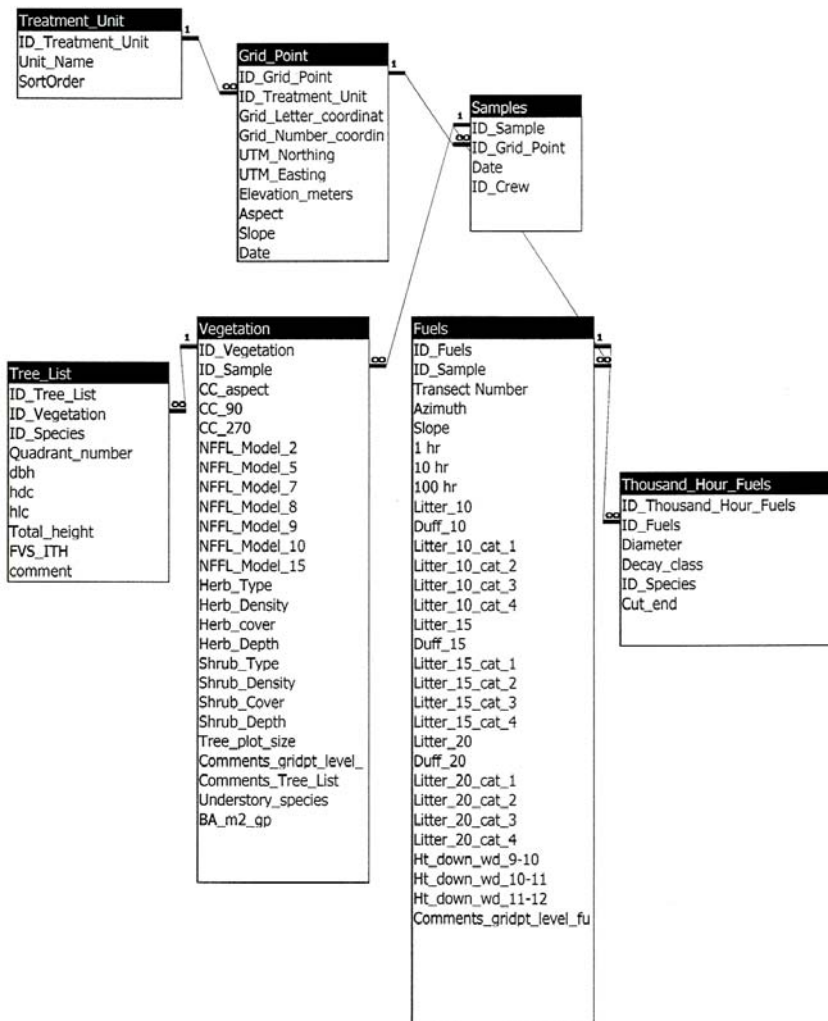 Treatment_Unit
ID_Treatment_Unit
Unit_Name
SortOrder
1
∞
Grid_Point
ID_Grid_Point
ID_Treatment_Unit
Grid_Letter_coordinat
Grid_Number_coordin
UTM_Northing
UTM_Easting
Elevation_meters
Aspect
Slope
Date
1
∞
1
Samples
ID_Sample
ID_Grid_Point
Date
ID_Crew
Tree_List
ID_Tree_List
ID_Vegetation
ID_Species
Quadrant_number
dbh
hdc
hlc
Total_height
FVS_ITH
comment
∞
1
Vegetation
ID_Vegetation
ID_Sample
CC_aspect
CC_90
CC_270
NFFL_Model_2
NFFL_Model_5
NFFL_Model_7
NFFL_Model_8
NFFL_Model_9
NFFL_Model_10
NFFL_Model_15
Herb_Type
Herb_Density
Herb_cover
Herb_Depth
Shrub_Type
Shrub_Density
Shrub_Cover
Shrub_Depth
Tree_plot_size
Comments_gridpt_level_
Comments_Tree_List
Understory_species
BA_m2_gp
∞
Fuels
ID_Fuels
ID_Sample
Transect Number
Azimuth
Slope
1 hr
10 hr
100 hr
Litter_10
Duff_10
Litter_10_cat_1
Litter_10_cat_2
Litter_10_cat_3
Litter_10_cat_4
Litter_15
Duff_15
Litter_15_cat_1
Litter_15_cat_2
Litter_15_cat_3
Litter_15_cat_4
Litter_20
Duff_20
Litter_20_cat_1
Litter_20_cat_2
Litter_20_cat_3
Litter_20_cat_4
Ht_down_wd_9-10
Ht_down_wd_10-11
Ht_down_wd_11-12
Comments_gridpt_level_fu
1
∞
∞
Thousand_Hour_Fuels
ID_Thousand_Hour_Fuels
ID_Fuels
Diameter
Decay_class
ID_Species
Cut_end